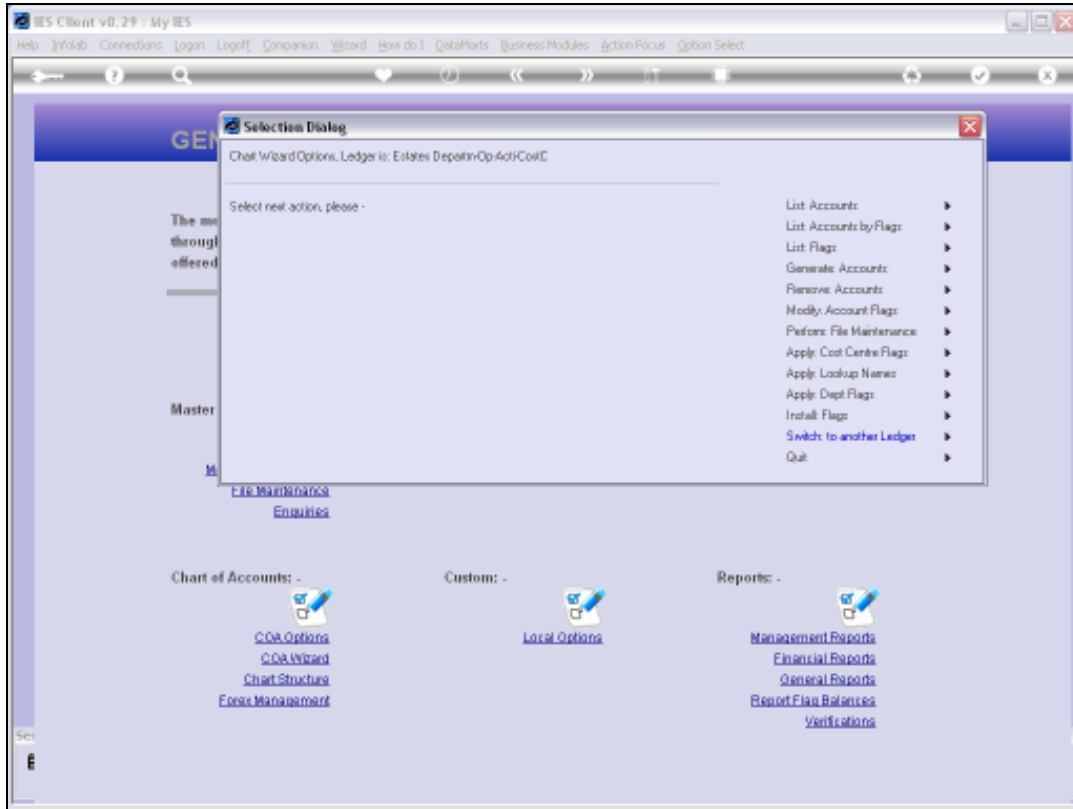 IES Client v8.29 : My IES
Help Infolab Connections Logon Logoff Companion Wizard How do I DataMarts Business Modules Action Focus Option Select
GEN
Selection Dialog
Chart Wizard Options, Ledger is: Estates Departm-Op-Acti-CostC
Select next action, please -
List Accounts
List Accounts by Flags
List Flags
Generate: Accounts
Remove: Accounts
Modify: Account Flags
Perform: File Maintenance
Apply: Cost Centre Flags
Apply: Lookup Names
Apply: Dept Flags
Install: Flags
Switch: to another Ledger
Quit
The mo
through
offered
Master
M
File Maintenance
Enquiries
Chart of Accounts: -
COA Options
COA Wizard
Chart Structure
Forex Management
Custom: -
Local Options
Reports: -
Management Reports
Financial Reports
General Reports
Report Flag Balances
Verifications
Ser